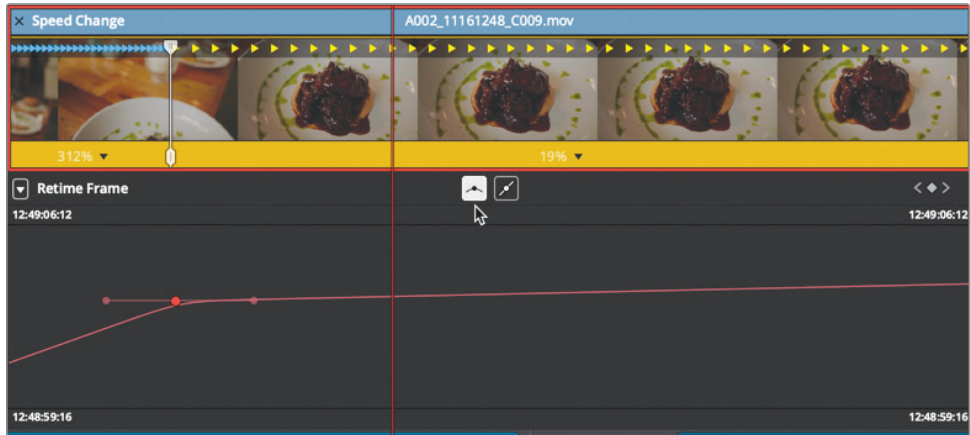 × Speed Change A002_11161248_C009.mov
312% ▼ 19% ▼
Retime Frame
12:49:06:12 12:49:06:12
12:48:59:16 12:48:59:16